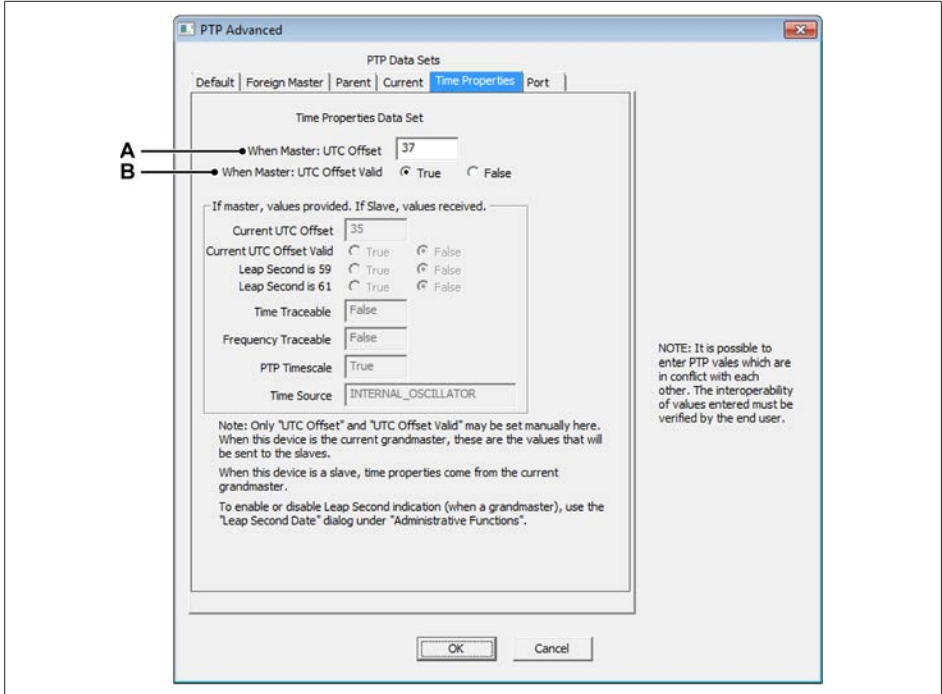 PTP Advanced
PTP Data Sets
Default Foreign Master Parent Current Time Properties Port
Time Properties Data Set
A When Master: UTC Offset 37
B When Master: UTC Offset Valid True False
If master, values provided. If Slave, values received.
Current UTC Offset 35
Current UTC Offset Valid True False
Leap Second is 59 True False
Leap Second is 61 True False
Time Traceable False
Frequency Traceable False
PTP Timescale True
Time Source INTERNAL_OSCILLATOR
Note: Only "UTC Offset" and "UTC Offset Valid" may be set manually here.
When this device is the current grandmaster, these are the values that will
be sent to the slaves.
When this device is a slave, time properties come from the current
grandmaster.
To enable or disable Leap Second indication (when a grandmaster), use the
"Leap Second Date" dialog under "Administrative Functions".
NOTE: It is possible to
enter PTP vales which are
in conflict with each
other. The interoperability
of values entered must be
verified by the end user.
OK Cancel